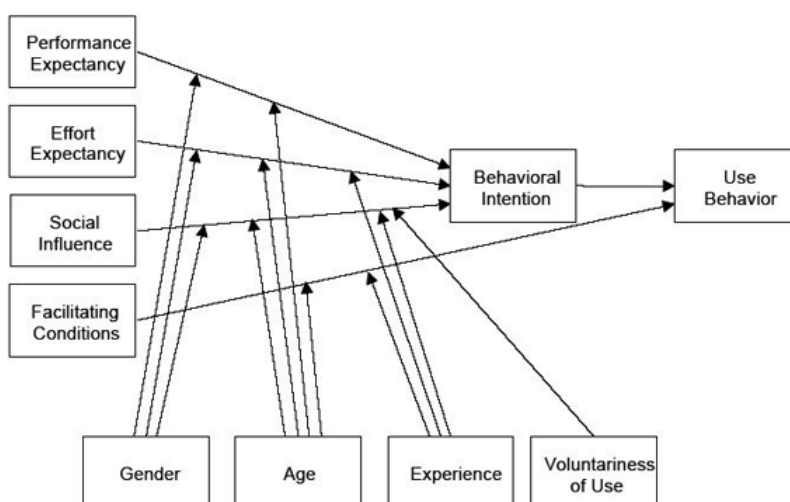 Performance
Expectancy
Effort
Expectancy
Social
Influence
Facilitating
Conditions
Behavioral
Intention
Use
Behavior
Gender
Age
Experience
Voluntariness
of Use